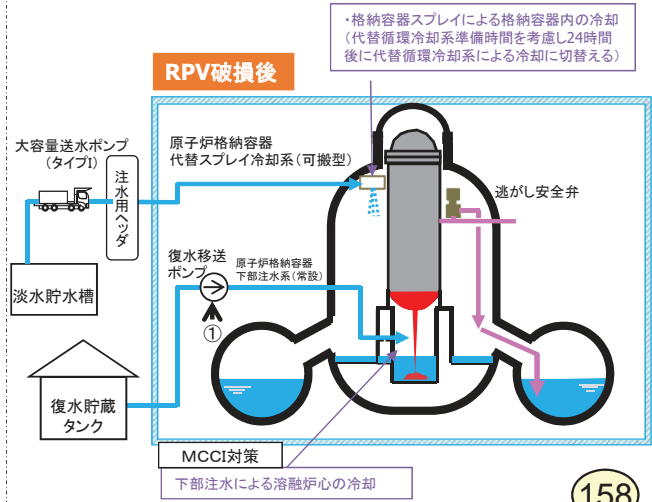 ・格納容器スプレイによる格納容器内の冷却
（代替循環冷却系準備時間を考慮し24時間
後に代替循環冷却系による冷却に切替える）
RPV破損後
大容量送水ポンプ
（タイプⅠ）
注水用ヘッダ
原子炉格納容器
代替スプレイ冷却系（可搬型）
逃がし安全弁
淡水貯水槽
復水移送
ポンプ
原子炉格納容器
下部注水系（常設）
①
復水貯蔵
タンク
MCCI対策
下部注水による溶融炉心の冷却
158